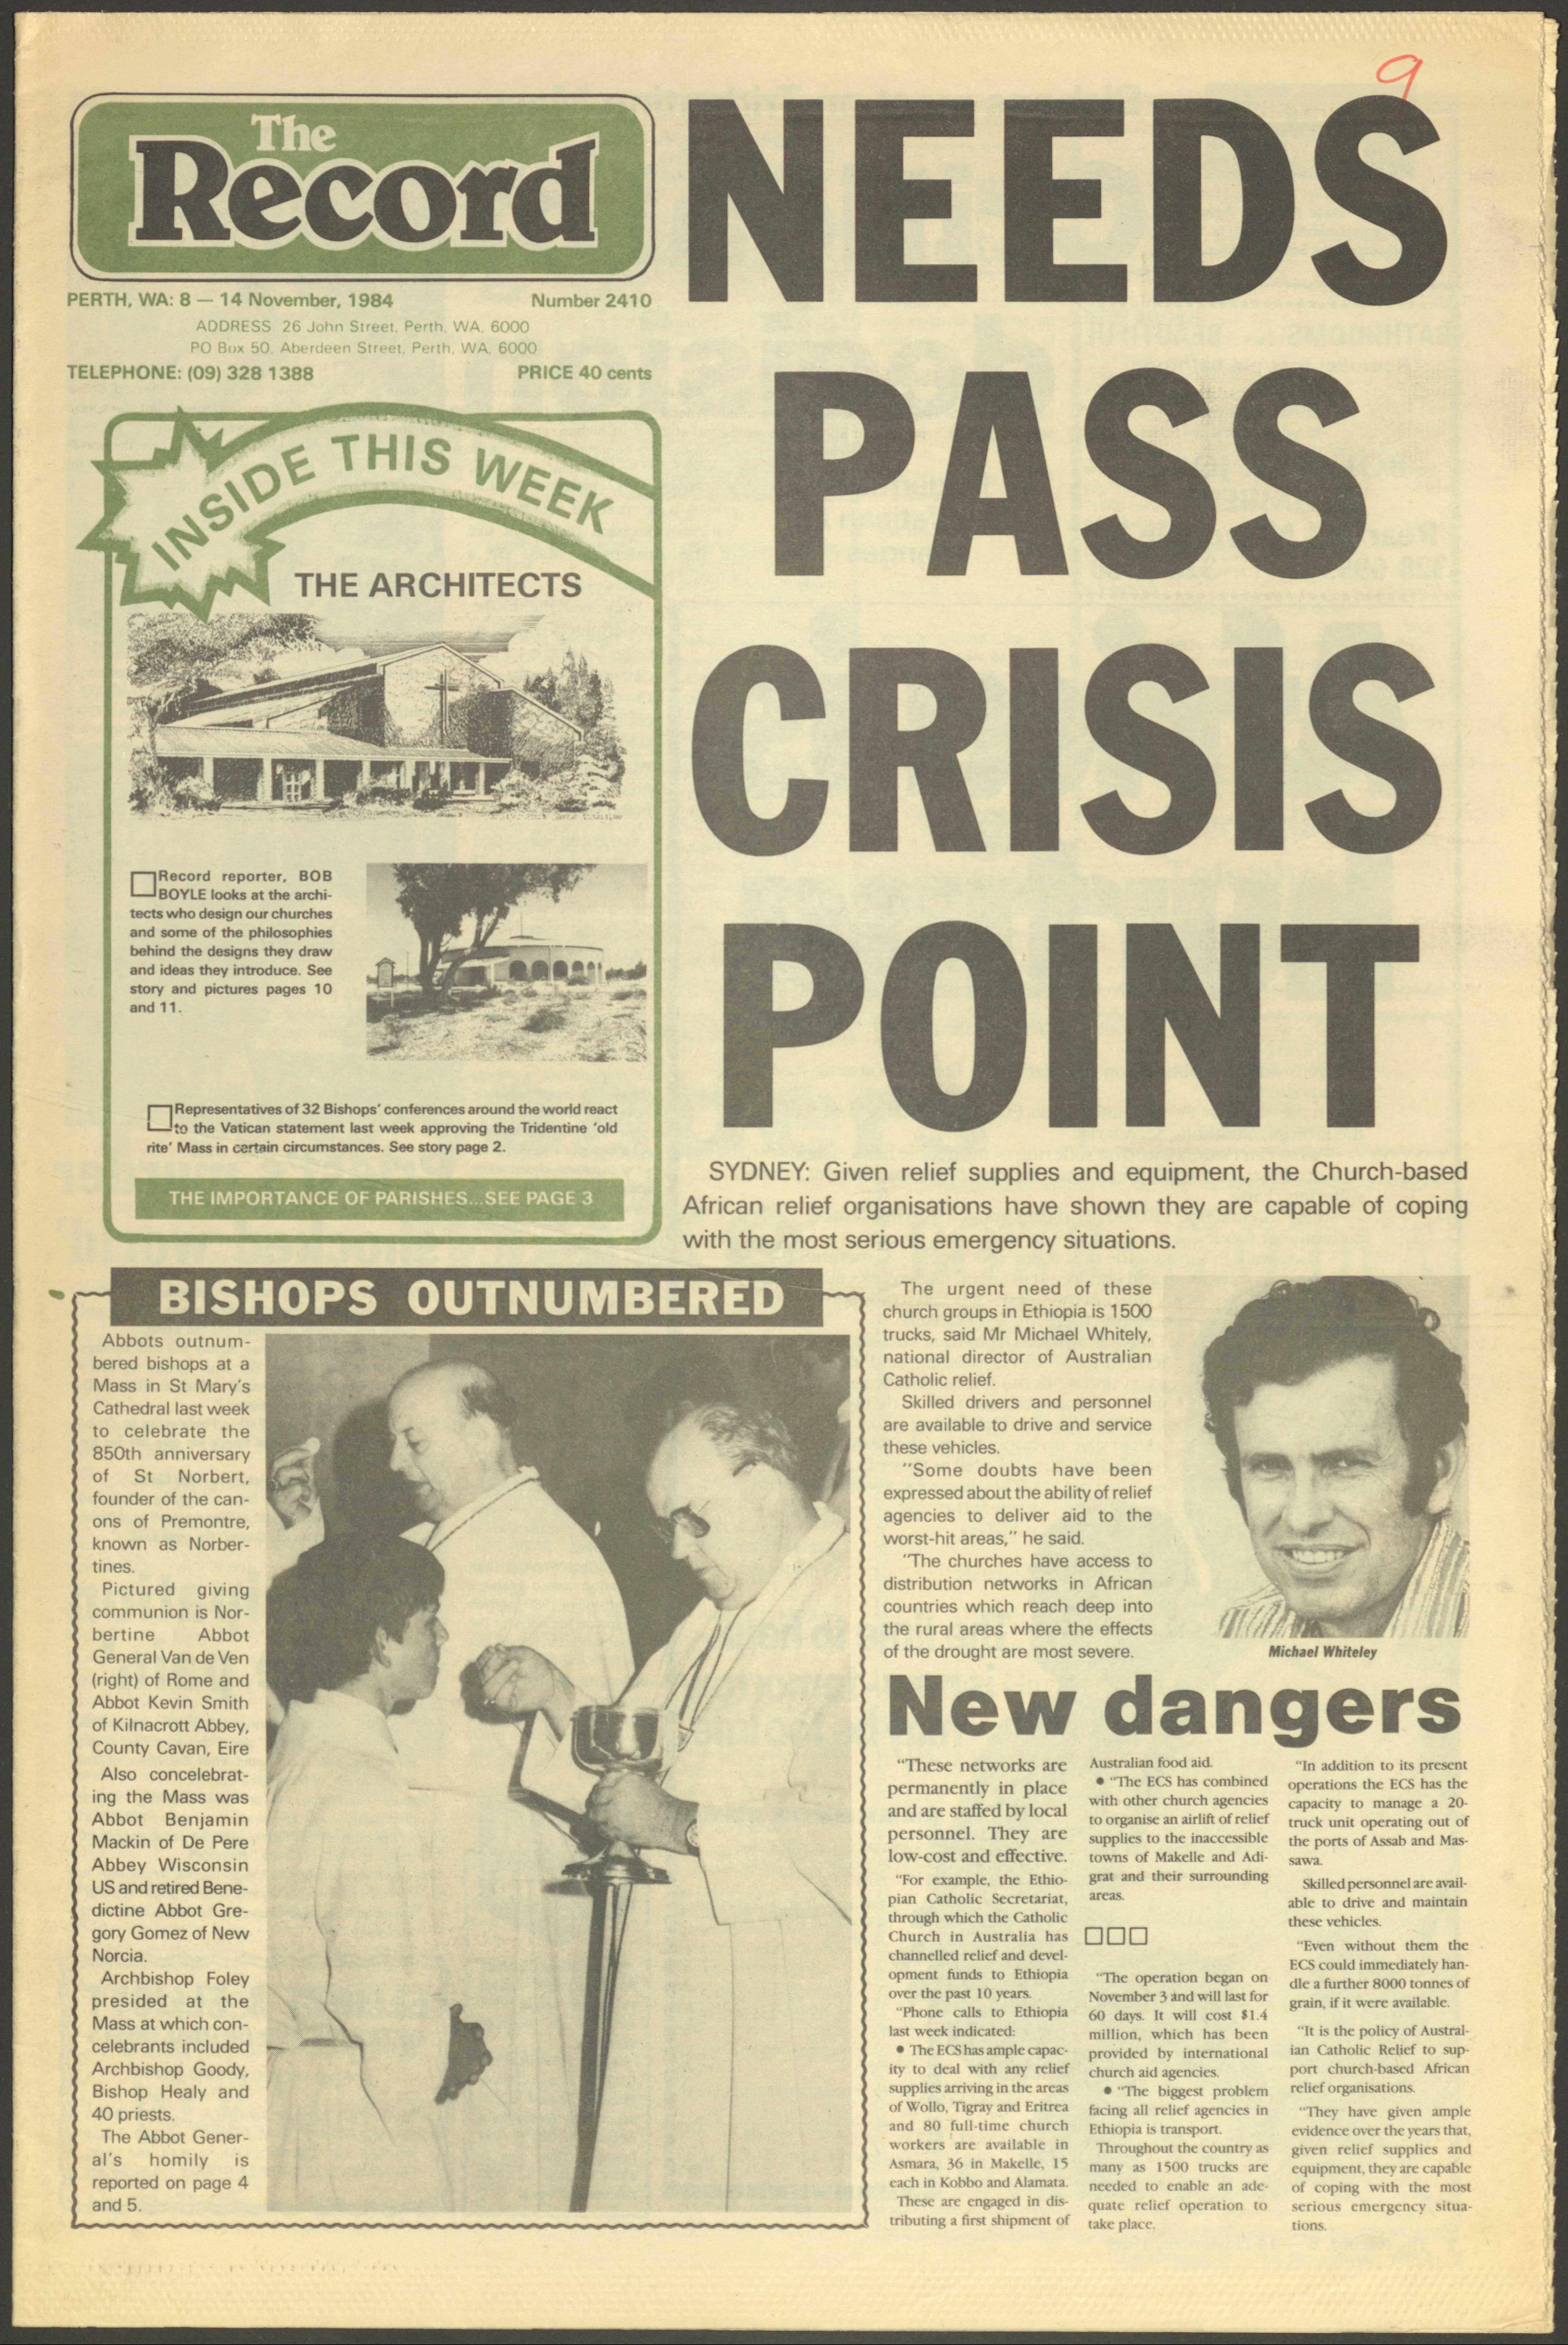 9
The
Record
PERTH, WA: 8 — 14 November, 1984 Number 2410
ADDRESS 26 John Street, Perth, WA, 6000
PO Box 50, Aberdeen Street, Perth, WA, 6000
TELEPHONE: (09) 328 1388 PRICE 40 cents
INSIDE THIS WEEK
THE ARCHITECTS
Record reporter, BOB
BOYLE looks at the archi-
tects who design our churches
and some of the philosophies
behind the designs they draw
and ideas they introduce. See
story and pictures pages 10
and 11.
Representatives of 32 Bishops' conferences around the world react
to the Vatican statement last week approving the Tridentine 'old
rite' Mass in certain circumstances. See story page 2.
THE IMPORTANCE OF PARISHES...SEE PAGE 3
NEEDS
PASS
CRISIS
POINT
SYDNEY: Given relief supplies and equipment, the Church-based
African relief organisations have shown they are capable of coping
with the most serious emergency situations.
BISHOPS OUTNUMBERED
Abbots outnum-
bered bishops at a
Mass in St Mary's
Cathedral last week
to celebrate the
850th anniversary
of St Norbert,
founder of the can-
ons of Premontre,
known as Norber-
tines.
Pictured giving
communion is Nor-
bertine Abbot
General Van de Ven
(right) of Rome and
Abbot Kevin Smith
of Kilnacrott Abbey,
County Cavan, Eire
Also concelebrat-
ing the Mass was
Abbot Benjamin
Mackin of De Pere
Abbey Wisconsin
US and retired Bene-
dictine Abbot Gre-
gory Gomez of New
Norcia.
Archbishop Foley
presided at the
Mass at which con-
celebrants included
Archbishop Goody,
Bishop Healy and
40 priests.
The Abbot Gener-
al's homily is
reported on page 4
and 5.
The urgent need of these
church groups in Ethiopia is 1500
trucks, said Mr Michael Whitely,
national director of Australian
Catholic relief.
Skilled drivers and personnel
are available to drive and service
these vehicles.
"Some doubts have been
expressed about the ability of relief
agencies to deliver aid to the
worst-hit areas," he said.
"The churches have access to
distribution networks in African
countries which reach deep into
the rural areas where the effects
of the drought are most severe.
Michael Whiteley
New dangers
"These networks are
permanently in place
and are staffed by local
personnel. They are
low-cost and effective.
"For example, the Ethio-
pian Catholic Secretariat,
through which the Catholic
Church in Australia has
channelled relief and devel-
opment funds to Ethiopia
over the past 10 years.
"Phone calls to Ethiopia
last week indicated:
• The ECS has ample capac-
ity to deal with any relief
supplies arriving in the areas
of Wollo, Tigray and Eritrea
and 80 full-time church
workers are available in
Asmara, 36 in Makelle, 15
each in Kobbo and Alamata.
These are engaged in dis-
tributing a first shipment of
Australian food aid.
• "The ECS has combined
with other church agencies
to organise an airlift of relief
supplies to the inaccessible
towns of Makelle and Adi-
grat and their surrounding
areas.
□□□
"The operation began on
November 3 and will last for
60 days. It will cost $1.4
million, which has been
provided by international
church aid agencies.
• "The biggest problem
facing all relief agencies in
Ethiopia is transport.
Throughout the country as
many as 1500 trucks are
needed to enable an ade-
quate relief operation to
take place.
"In addition to its present
operations the ECS has the
capacity to manage a 20-
truck unit operating out of
the ports of Assab and Mas-
sawa.
Skilled personnel are avail-
able to drive and maintain
these vehicles.
"Even without them the
ECS could immediately han-
dle a further 8000 tonnes of
grain, if it were available.
"It is the policy of Austral-
ian Catholic Relief to sup-
port church-based African
relief organisations.
"They have given ample
evidence over the years that,
given relief supplies and
equipment, they are capable
of coping with the most
serious emergency situa-
tions.